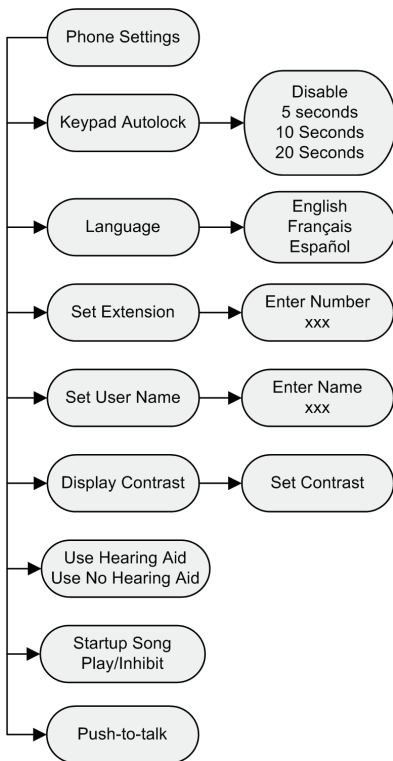 Phone Settings
Keypad Autolock
Disable
5 seconds
10 Seconds
20 Seconds
Language
English
Français
Español
Set Extension
Enter Number
xxx
Set User Name
Enter Name
xxx
Display Contrast
Set Contrast
Use Hearing Aid
Use No Hearing Aid
Startup Song
Play/Inhibit
Push-to-talk